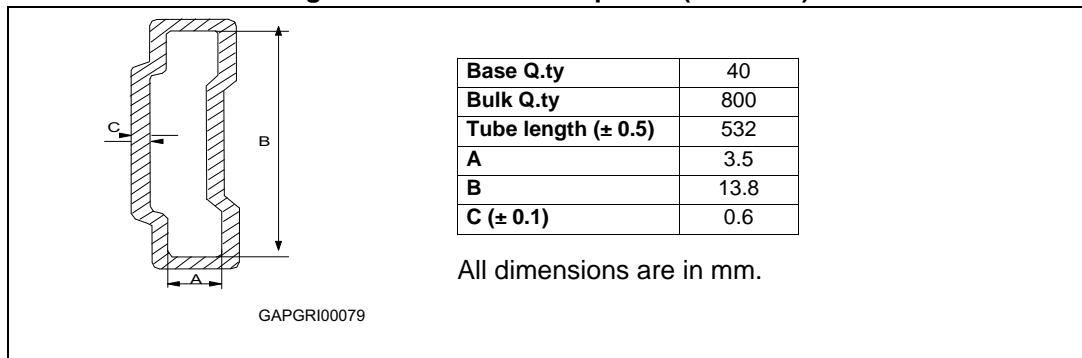 C
B
A
GAPGRI00079
Base Q.ty 40
Bulk Q.ty 800
Tube length (± 0.5) 532
A 3.5
B 13.8
C (± 0.1) 0.6
All dimensions are in mm.